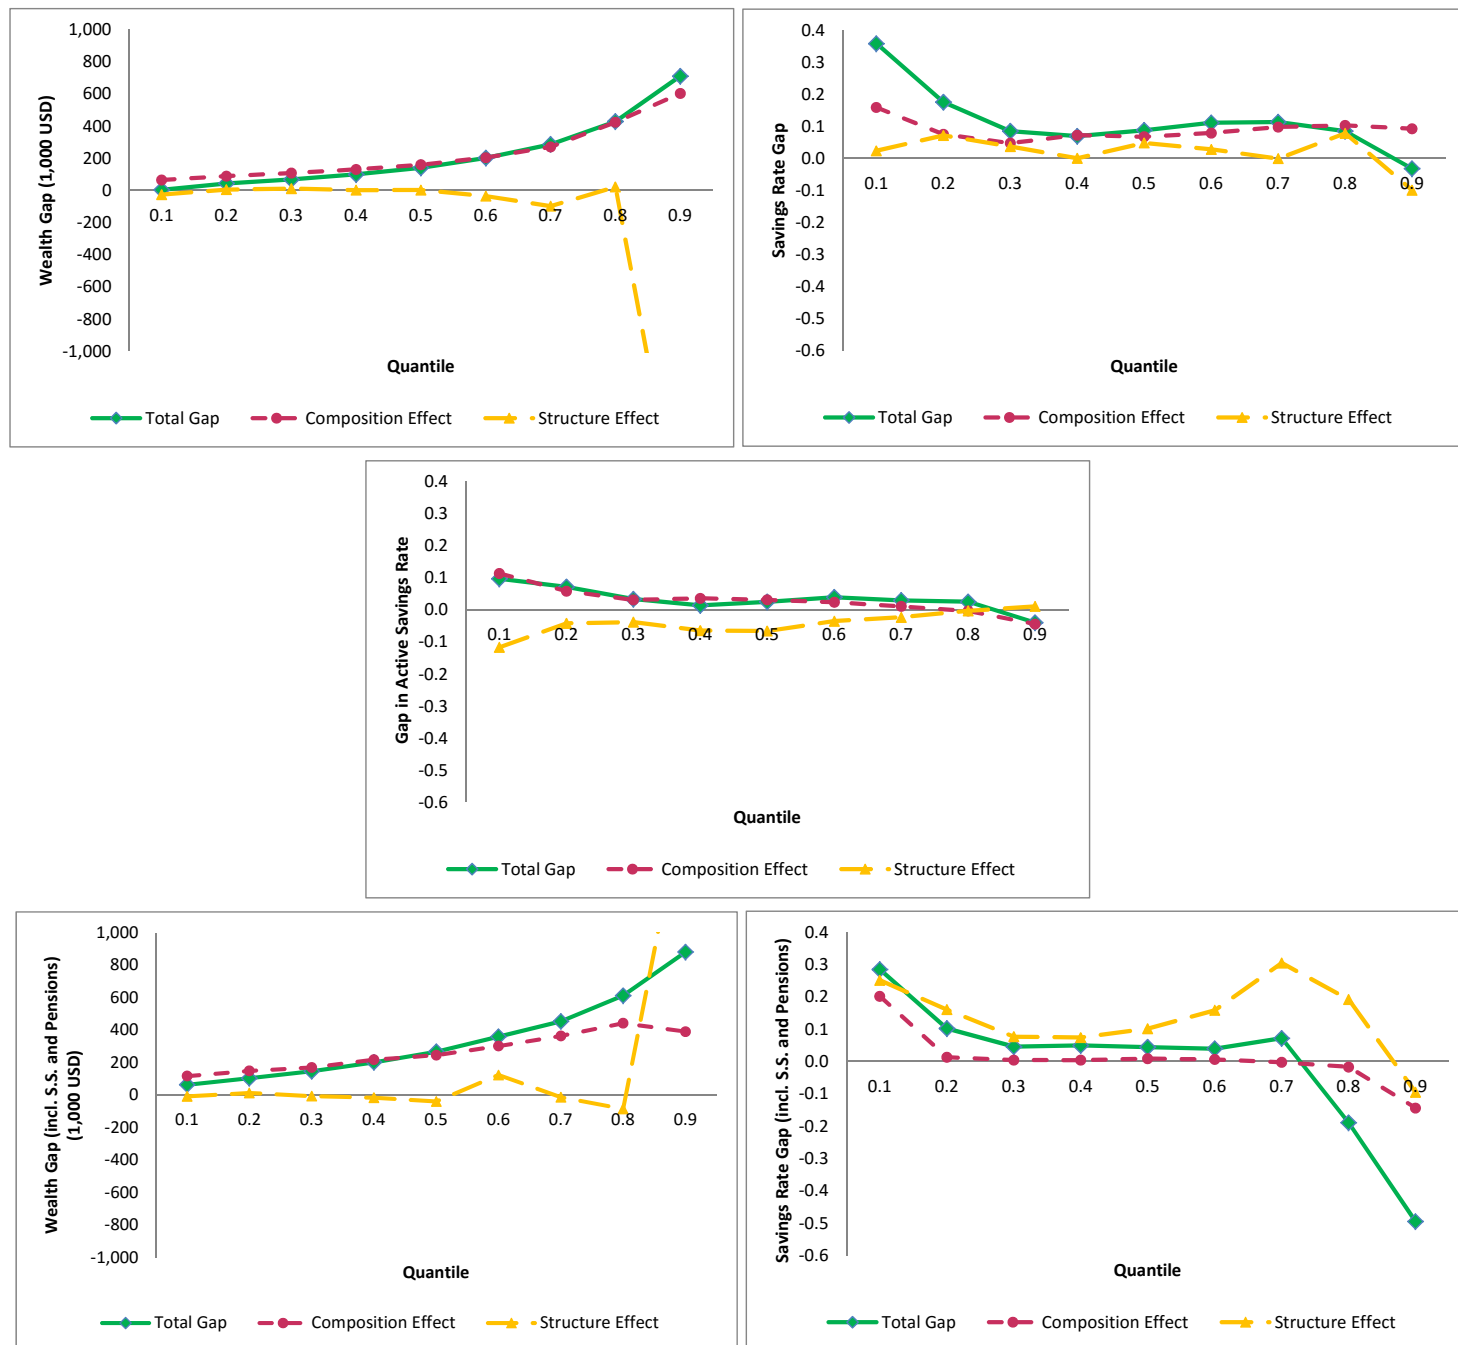 1,000
800
600
400
200
0
-200
-400
-600
-800
-1,000
0.1 0.2 0.3 0.4 0.5 0.6 0.7 0.8 0.9
Wealth Gap (1,000 USD)
Quantile
Total Gap Composition Effect Structure Effect
0.4
0.3
0.2
0.1
0.0
-0.1
-0.2
-0.3
-0.4
-0.5
-0.6
0.1 0.2 0.3 0.4 0.5 0.6 0.7 0.8 0.9
Savings Rate Gap
Quantile
Total Gap Composition Effect Structure Effect
0.4
0.3
0.2
0.1
0.0
-0.1
-0.2
-0.3
-0.4
-0.5
-0.6
0.1 0.2 0.3 0.4 0.5 0.6 0.7 0.8 0.9
Gap in Active Savings Rate
Quantile
Total Gap Composition Effect Structure Effect
1,000
800
600
400
200
0
-200
-400
-600
-800
-1,000
0.1 0.2 0.3 0.4 0.5 0.6 0.7 0.8 0.9
Wealth Gap (incl. S.S. and Pensions)
(1,000 USD)
Quantile
Total Gap Composition Effect Structure Effect
0.4
0.3
0.2
0.1
0.0
-0.1
-0.2
-0.3
-0.4
-0.5
-0.6
0.1 0.2 0.3 0.4 0.5 0.6 0.7 0.8 0.9
Savings Rate Gap (incl. S.S. and Pensions)
Quantile
Total Gap Composition Effect Structure Effect